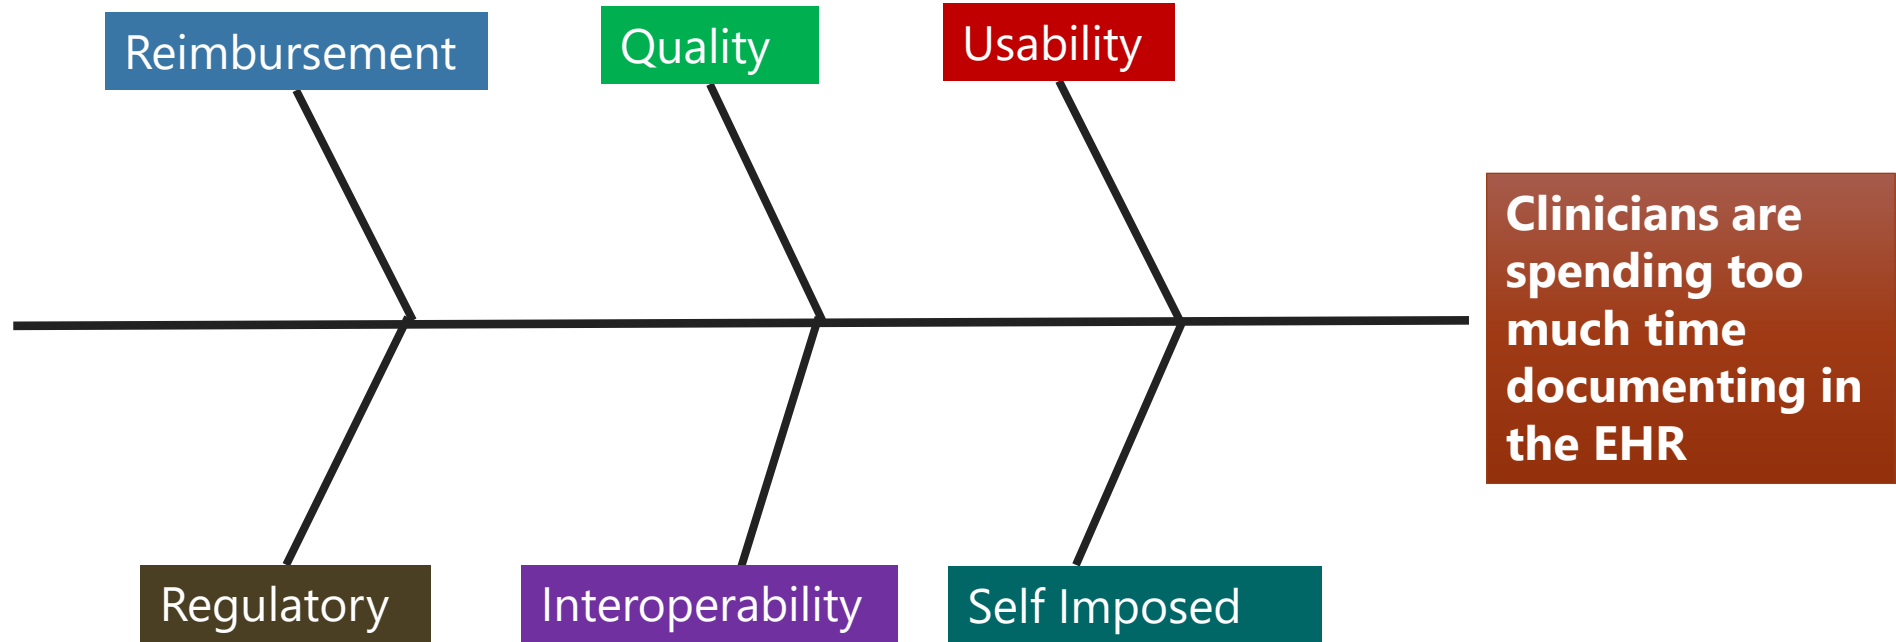 Reimbursement
Quality
Usability
Clinicians are
spending too
much time
documenting in
the EHR
Regulatory
Interoperability
Self Imposed